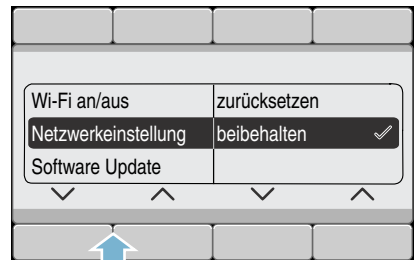 Wi-Fi an/aus zurücksetzen
Netzwerkeinstellung beibehalten
Software Update